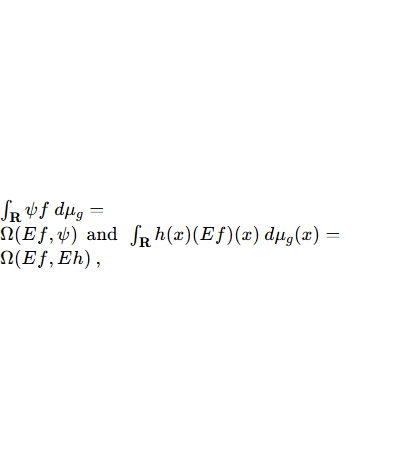 ∫_𝐑 ψf dμ_g =
Ω(Ef, ψ) and ∫_𝐑 h(x)(Ef)(x) dμ_g(x) =
Ω(Ef, Eh) ,